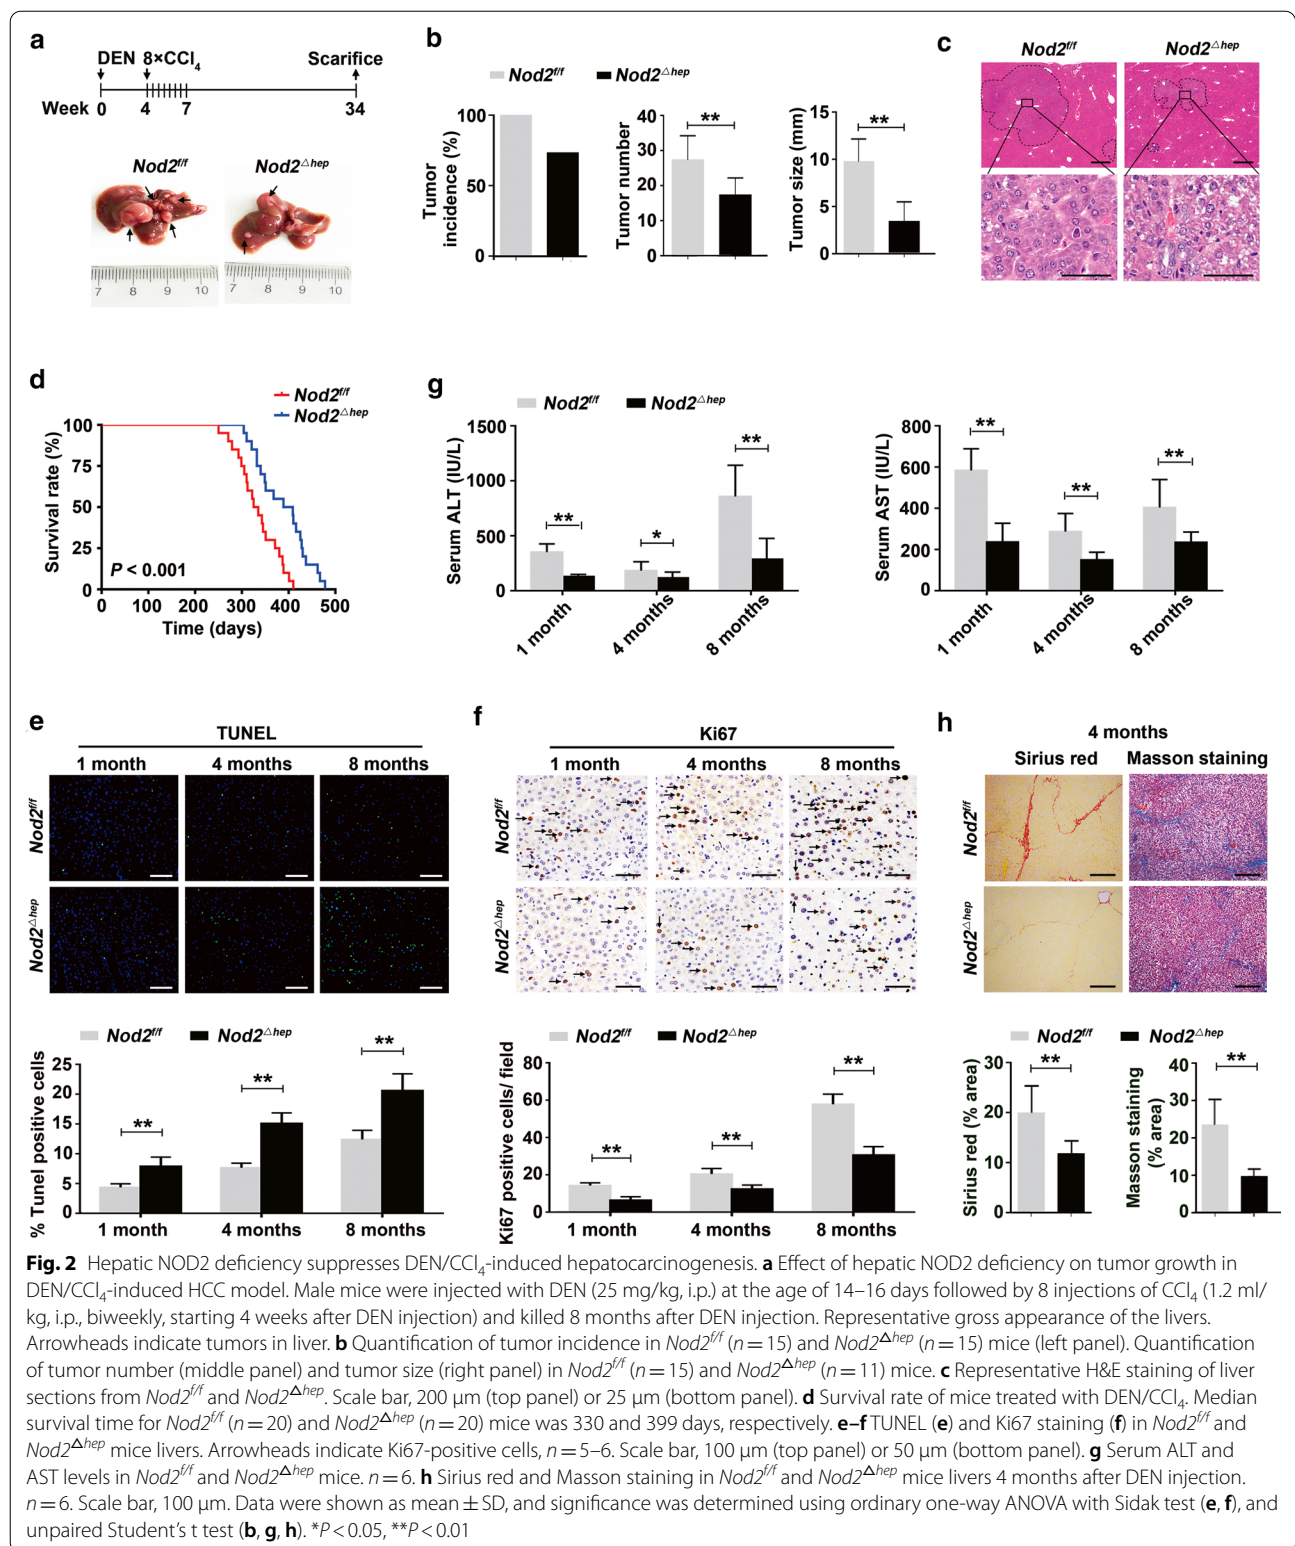 a
DEN 8×CCl4 Scarifice
Week 0 4 7 34
Nod2f/f Nod2△hep
7 8 9 10 7 8 9 10
b
Nod2f/f Nod2△hep
Tumor incidence (%)
100
50
0
Tumor number
40
30
20
10
0
**
Tumor size (mm)
15
10
5
0
**
c
Nod2f/f Nod2△hep
d
Nod2f/f
Nod2△hep
Survival rate (%)
100
75
50
25
0
P < 0.001
0 100 200 300 400 500
Time (days)
g
Nod2f/f Nod2△hep
Serum ALT (IU/L)
1500
1000
500
0
** * **
1 month 4 months 8 months
Serum AST (IU/L)
800
600
400
200
0
** ** **
1 month 4 months 8 months
e
TUNEL
1 month 4 months 8 months
Nod2f/f
Nod2△hep
Nod2f/f Nod2△hep
% Tunel positive cells
25
20
15
10
5
0
** ** **
1 month 4 months 8 months
f
Ki67
1 month 4 months 8 months
Nod2f/f
Nod2△hep
Nod2f/f Nod2△hep
Ki67 positive cells/ field
80
60
40
20
0
** ** **
1 month 4 months 8 months
h
4 months
Sirius red Masson staining
Nod2f/f
Nod2△hep
Nod2f/f Nod2△hep
Sirius red (% area)
30
20
10
0
**
Masson staining
(% area)
40
30
20
10
0
**
Fig. 2 Hepatic NOD2 deficiency suppresses DEN/CCl4-induced hepatocarcinogenesis. a Effect of hepatic NOD2 deficiency on tumor growth in
DEN/CCl4-induced HCC model. Male mice were injected with DEN (25 mg/kg, i.p.) at the age of 14–16 days followed by 8 injections of CCl4 (1.2 ml/
kg, i.p., biweekly, starting 4 weeks after DEN injection) and killed 8 months after DEN injection. Representative gross appearance of the livers.
Arrowheads indicate tumors in liver. b Quantification of tumor incidence in Nod2f/f (n = 15) and Nod2△hep (n = 15) mice (left panel). Quantification
of tumor number (middle panel) and tumor size (right panel) in Nod2f/f (n = 15) and Nod2△hep (n = 11) mice. c Representative H&E staining of liver
sections from Nod2f/f and Nod2△hep. Scale bar, 200 μm (top panel) or 25 μm (bottom panel). d Survival rate of mice treated with DEN/CCl4. Median
survival time for Nod2f/f (n = 20) and Nod2△hep (n = 20) mice was 330 and 399 days, respectively. e–f TUNEL (e) and Ki67 staining (f) in Nod2f/f and
Nod2△hep mice livers. Arrowheads indicate Ki67-positive cells, n = 5–6. Scale bar, 100 μm (top panel) or 50 μm (bottom panel). g Serum ALT and
AST levels in Nod2f/f and Nod2△hep mice. n = 6. h Sirius red and Masson staining in Nod2f/f and Nod2△hep mice livers 4 months after DEN injection.
n = 6. Scale bar, 100 μm. Data were shown as mean ± SD, and significance was determined using ordinary one-way ANOVA with Sidak test (e, f), and
unpaired Student's t test (b, g, h). *P < 0.05, **P < 0.01